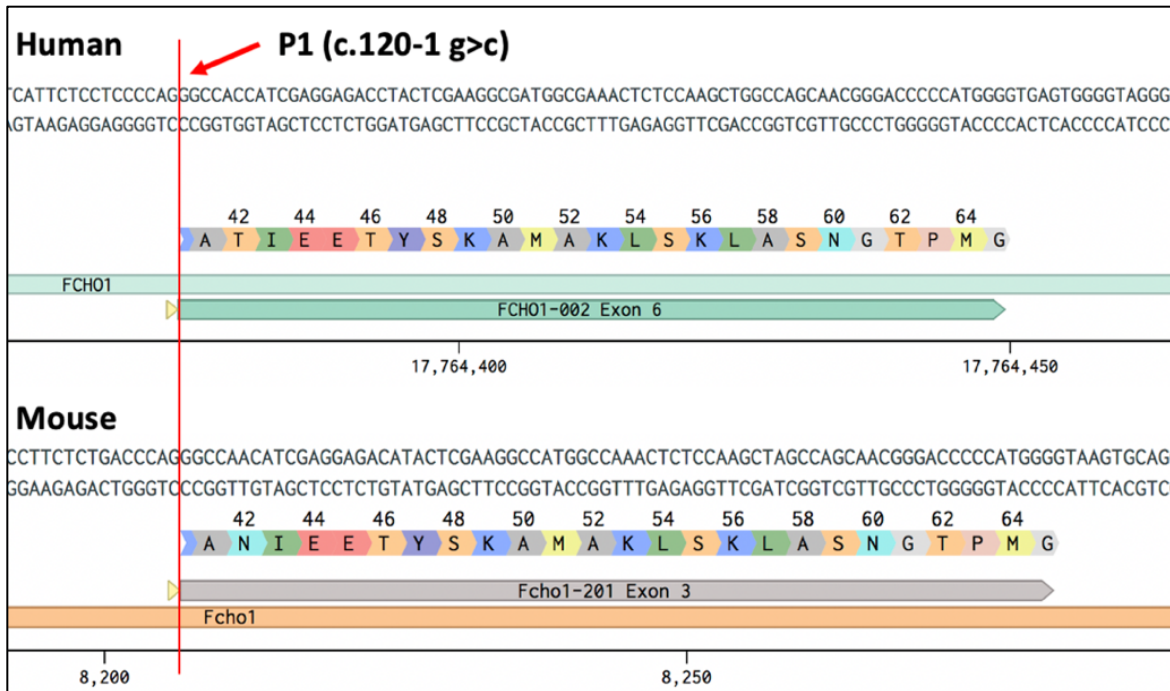 Human P1 (c.120-1 g>c)
TCATTCTCCTCCCCAGGGCCACCATCGAGGAGACCTACTCGAAGGCGATGGCGAAACTCTCCAAGCTGGCCAGCAACGGGACCCCCATGGGGTGAGTGGGGTAGGG
AGTAAGAGGAGGGGTCCCGGTGGTAGCTCCTCTGGATGAGCTTCCGCTACCGCTTTGAGAGGTTCGACCGGTCGTTGCCCTGGGGGTACCCCACTCACCCCATCCC
42 44 46 48 50 52 54 56 58 60 62 64
A T I E E T Y S K A M A K L S K L A S N G T P M G
FCHO1
FCHO1-002 Exon 6
17,764,400 17,764,450
Mouse
CCTTCTCTGACCCAGGGCCAACATCGAGGAGACATACTCGAAGGCCATGGCCAAACTCTCCAAGCTAGCCAGCAACGGGACCCCCATGGGGTAAGTGCAG
GGAAGAGACTGGGTCCCGGTTGTAGCTCCTCTGTATGAGCTTCCGGTACCGGTTTGAGAGGTTCGATCGGTCGTTGCCCTGGGGGTACCCCATTCACGTC
42 44 46 48 50 52 54 56 58 60 62 64
A N I E E T Y S K A M A K L S K L A S N G T P M G
Fcho1-201 Exon 3
Fcho1
8,200 8,250